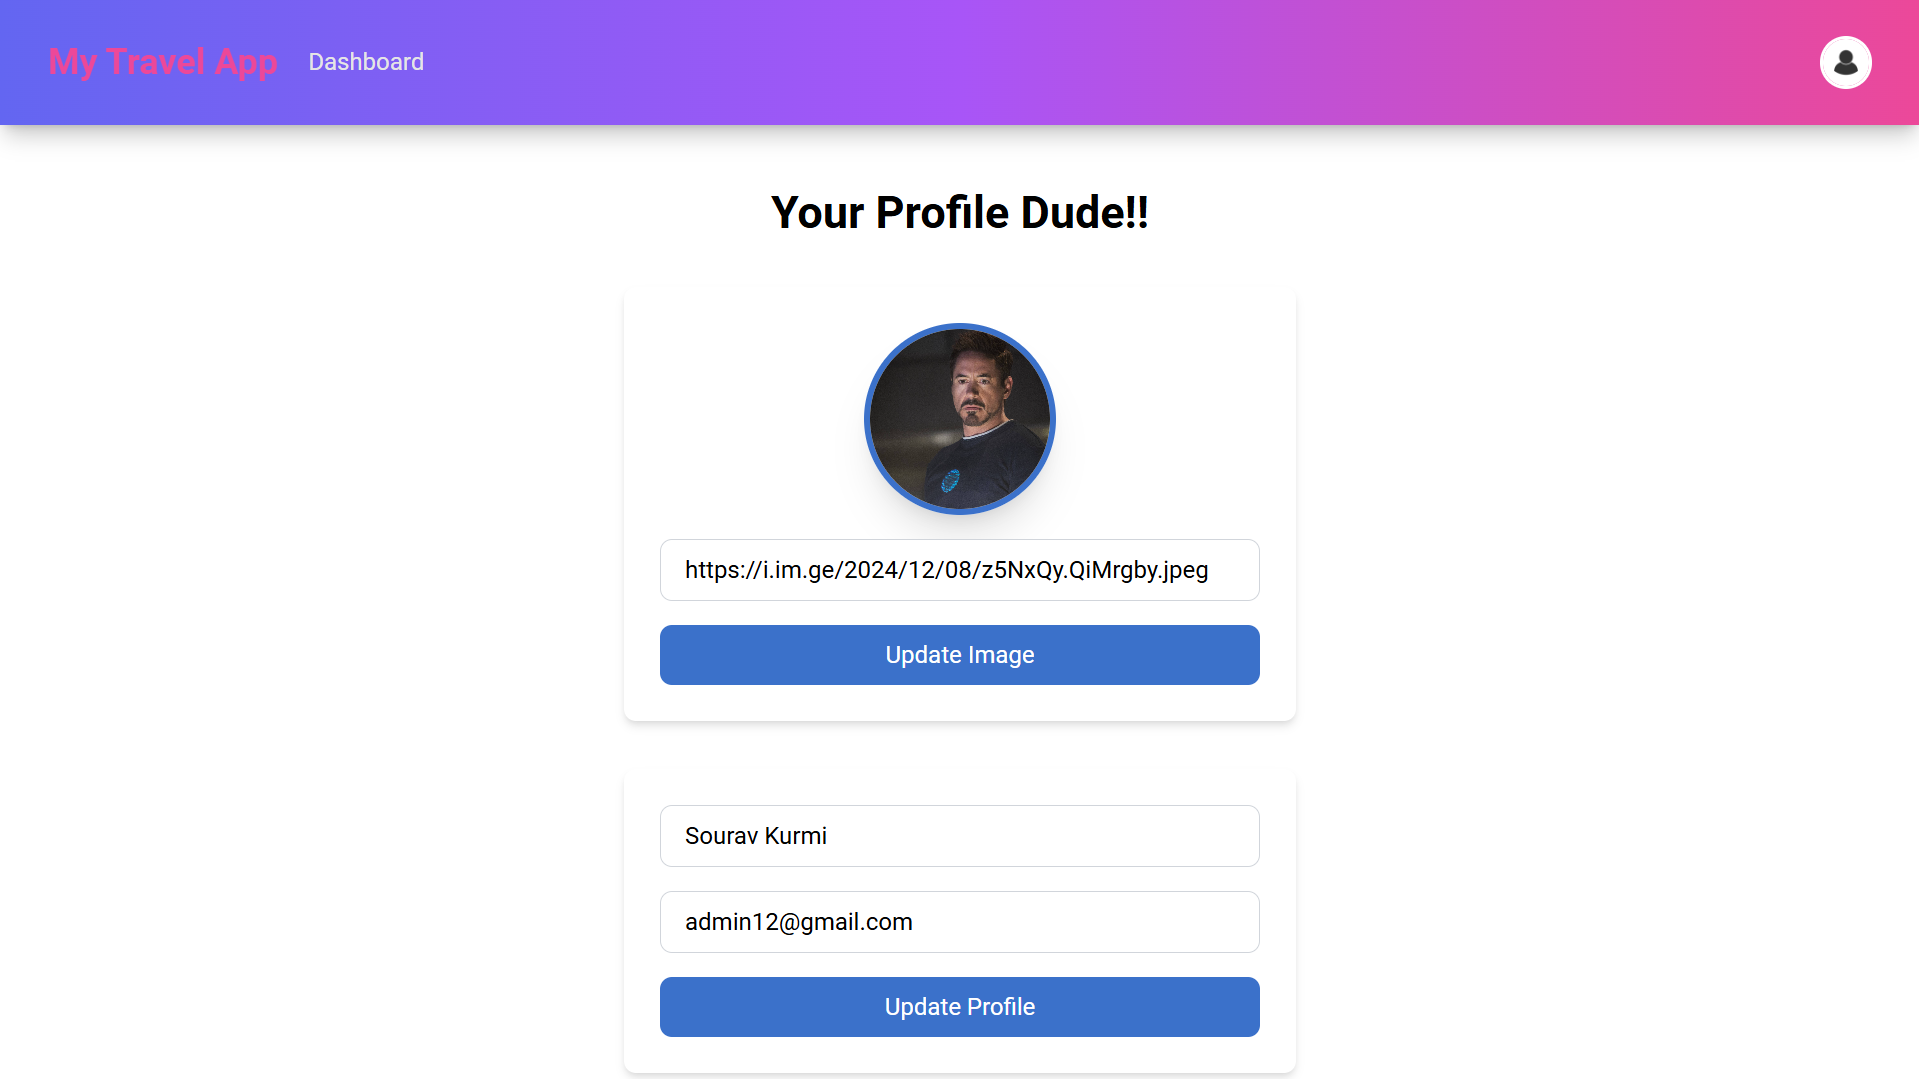 My Travel App
Dashboard
Your Profile Dude!!
https://i.im.ge/2024/12/08/z5NxQy.QiMrgby.jpeg
Update Image
Sourav Kurmi
admin12@gmail.com
Update Profile